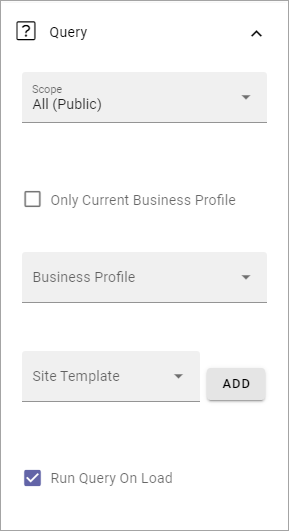 Query
Scope
All (Public)
Only Current Business Profile
Business Profile
Site Template
ADD
Run Query On Load